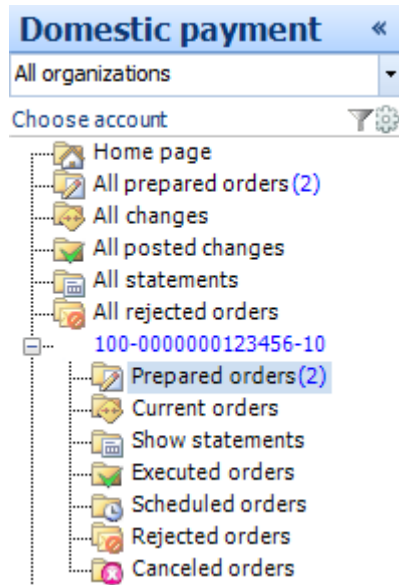 Domestic payment «
All organizations
Choose account
Home page
All prepared orders (2)
All changes
All posted changes
All statements
All rejected orders
100-0000000123456-10
Prepared orders (2)
Current orders
Show statements
Executed orders
Scheduled orders
Rejected orders
Canceled orders